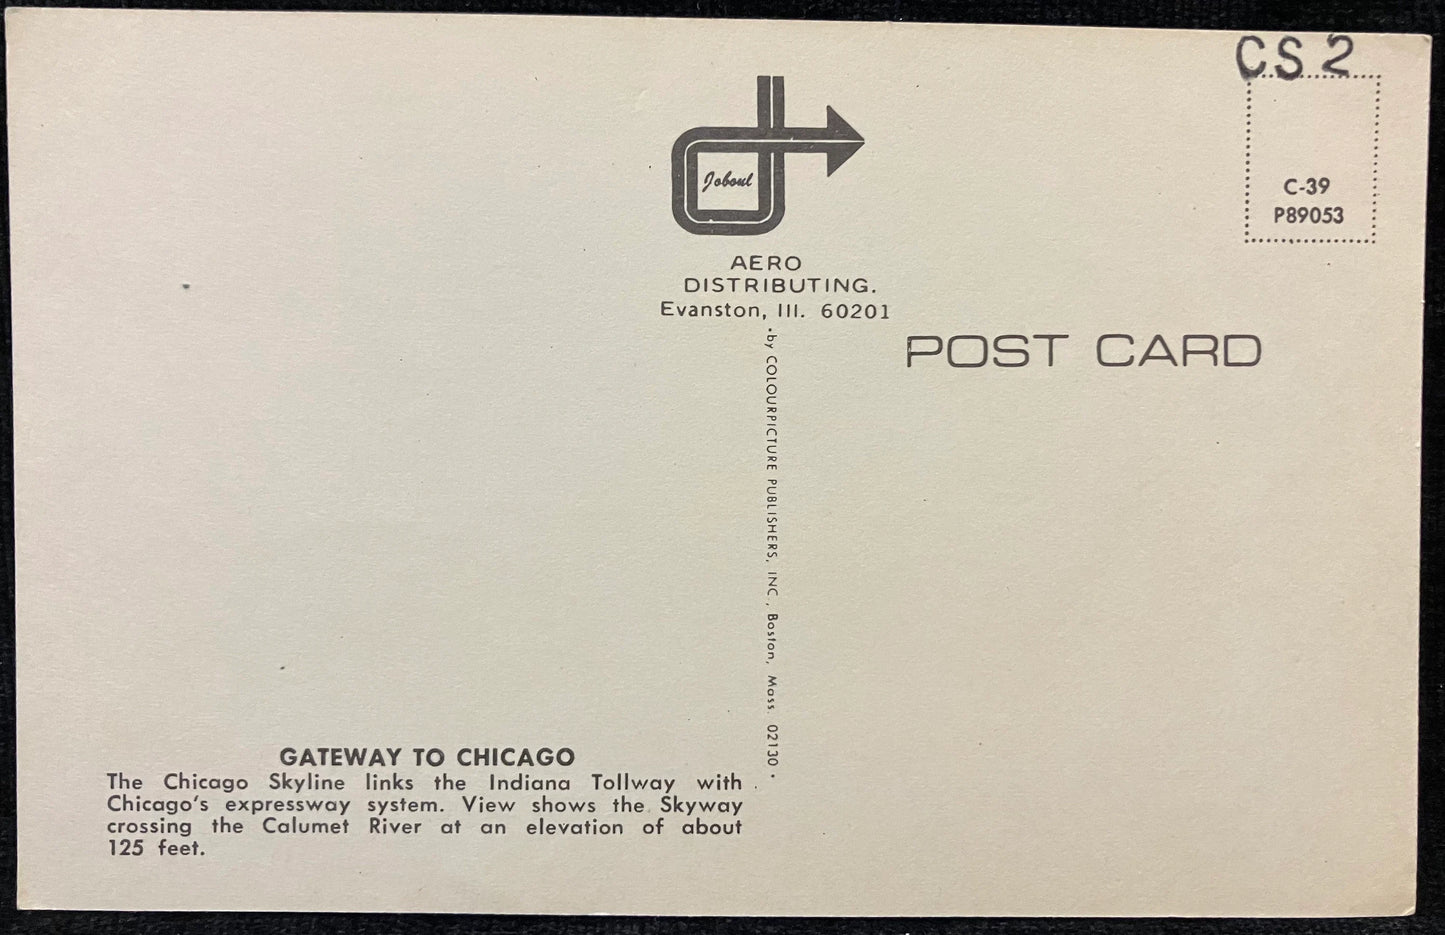 CS 2
C-39
P89053
Joboul
AERO
DISTRIBUTING.
Evanston, Ill. 60201
POST CARD
•by COLOURPICTURE PUBLISHERS, INC., Boston, Mass. 02130 •
GATEWAY TO CHICAGO
The Chicago Skyline links the Indiana Tollway with
Chicago's expressway system. View shows the Skyway
crossing the Calumet River at an elevation of about
125 feet.